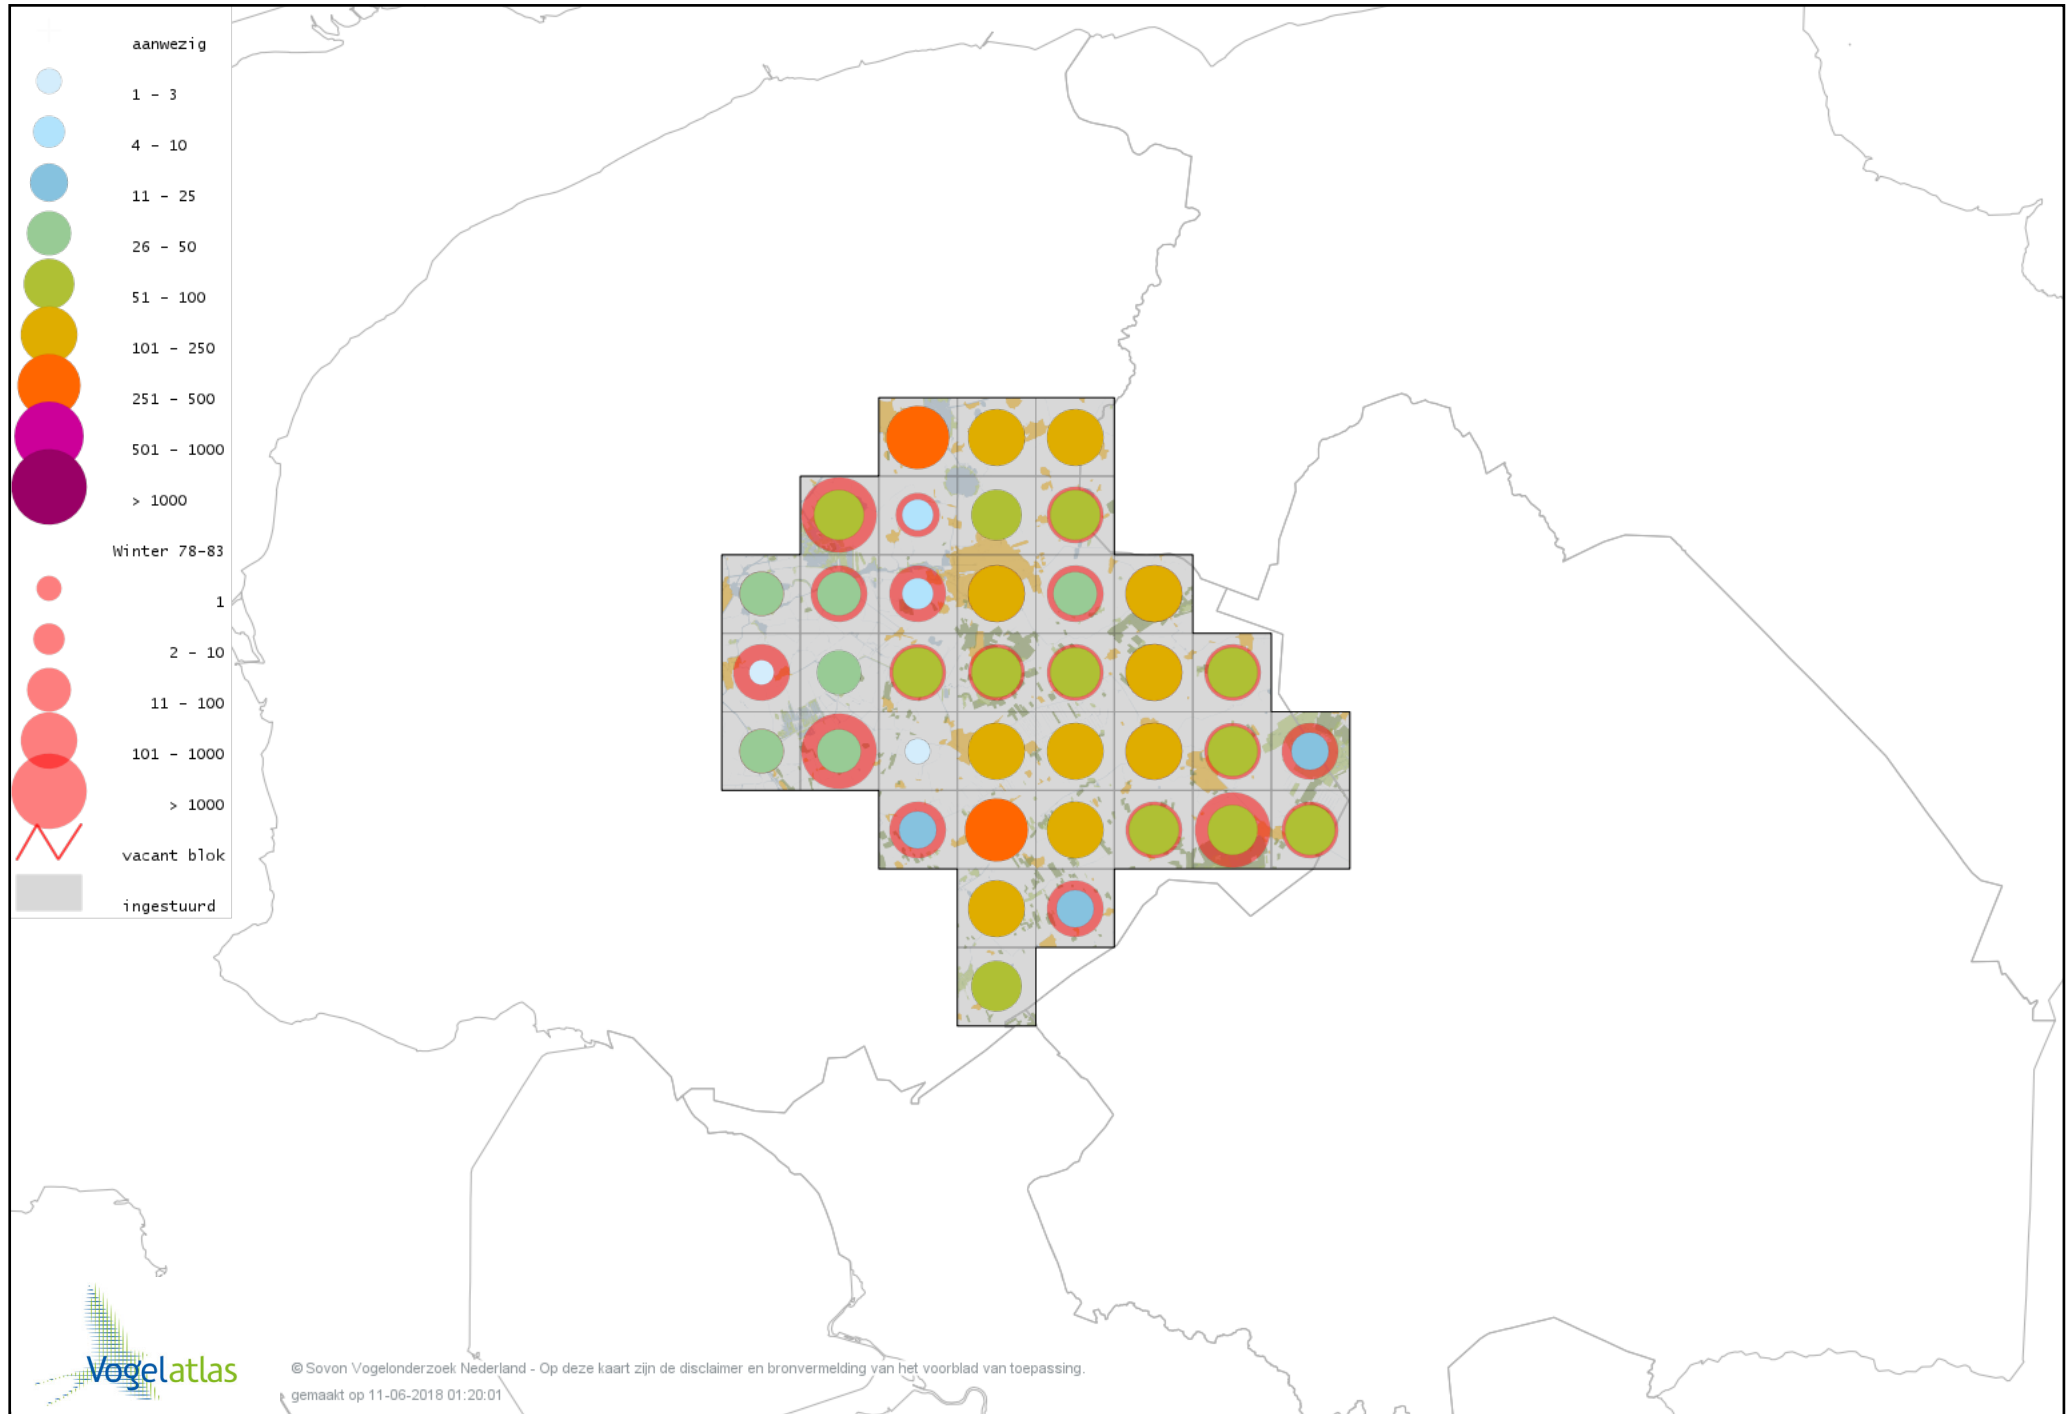 aanwezig
1 - 3
4 - 10
11 - 25
26 - 50
51 - 100
101 - 250
251 - 500
501 - 1000
> 1000
Winter 78-83
1
2 - 10
11 - 100
101 - 1000
> 1000
vacant blok
ingestuurd
Vogelatlas
© Sovon Vogelonderzoek Nederland - Op deze kaart zijn de disclaimer en bronvermelding van het voorblad van toepassing.
gemaakt op 11-06-2018 01:20:01